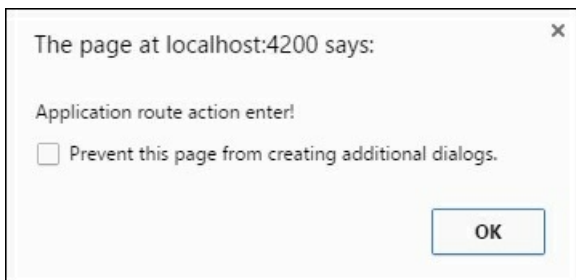 The page at localhost:4200 says:
Application route action enter!
Prevent this page from creating additional dialogs.
OK